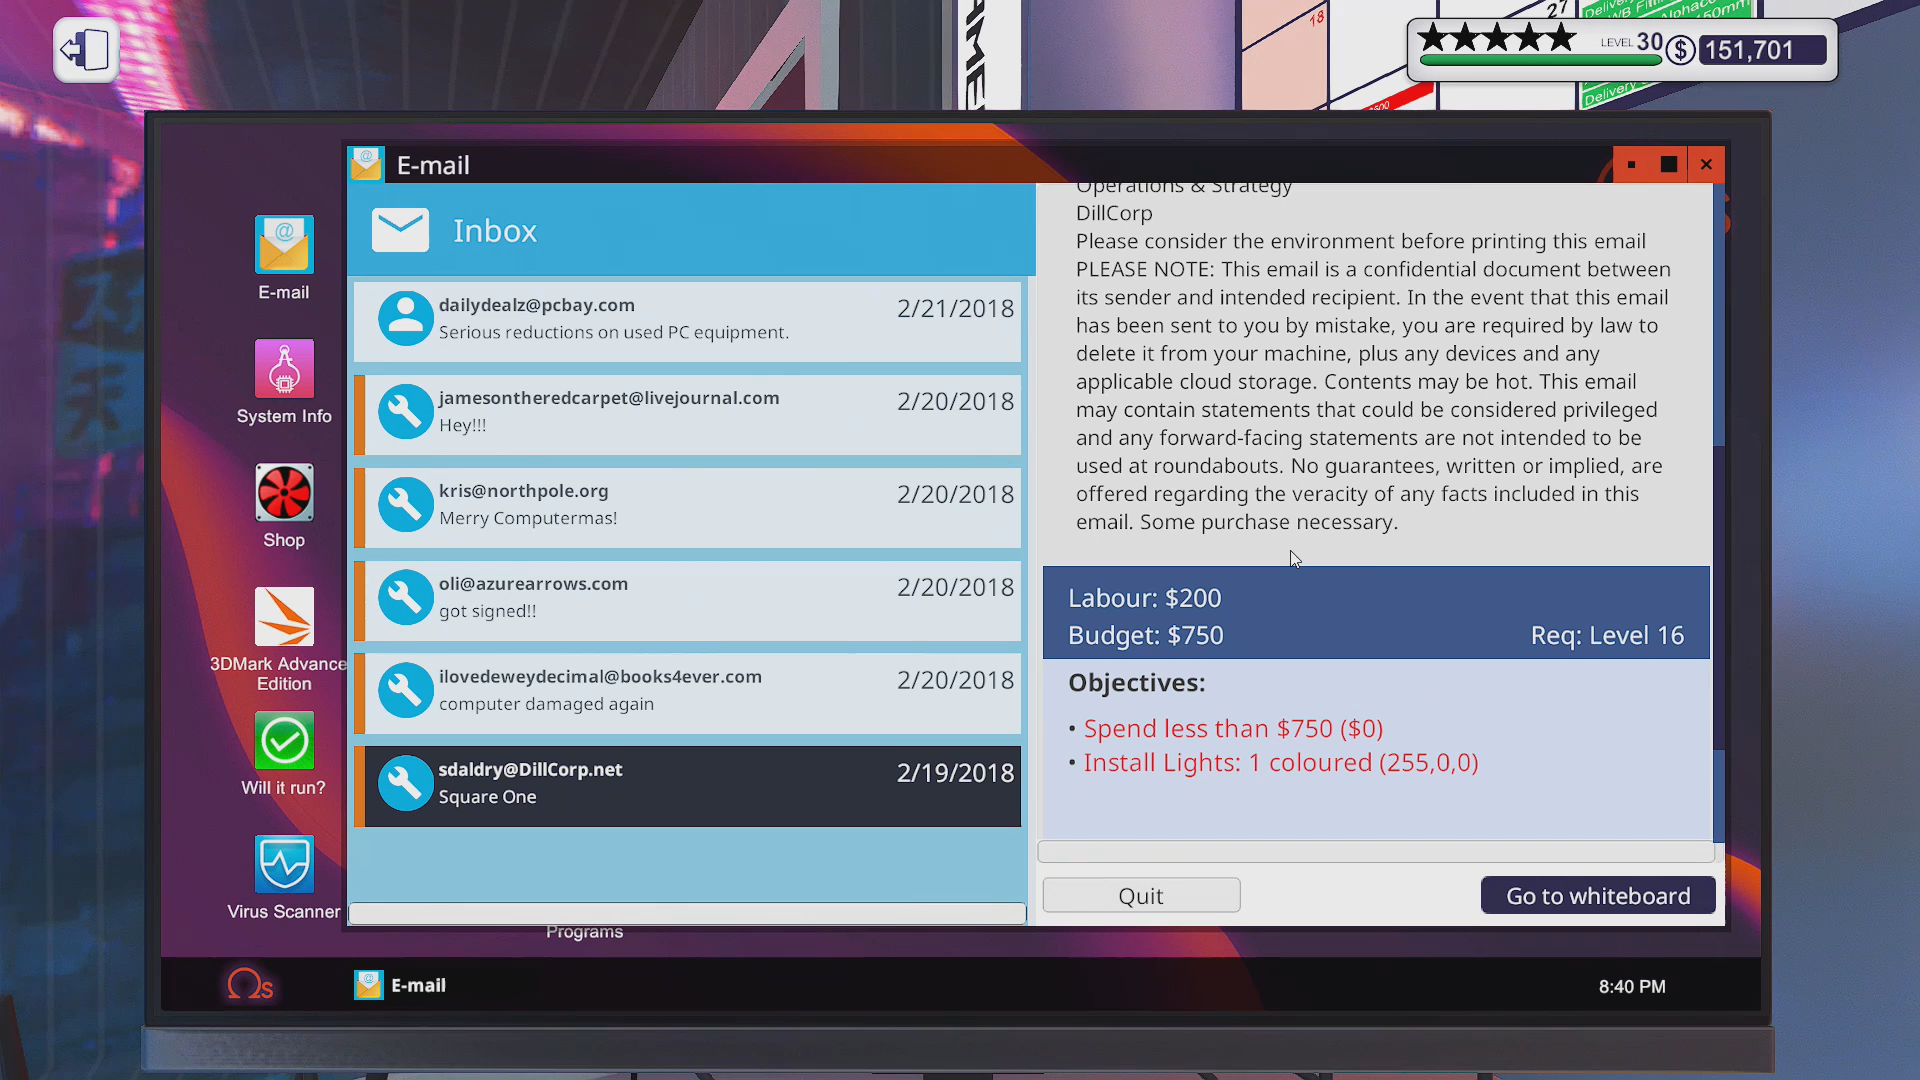 18
27
LEVEL 30
$ 151,701
Delivery
E-mail
Inbox
dailydealz@pcbay.com
2/21/2018
Serious reductions on used PC equipment.
jamesontheredcarpet@livejournal.com
2/20/2018
Hey!!!
kris@northpole.org
2/20/2018
Merry Computermas!
oli@azurearrows.com
2/20/2018
got signed!!
ilovedeweydecimal@books4ever.com
2/20/2018
computer damaged again
sdaldry@DillCorp.net
2/19/2018
Square One
Operations & Strategy
DillCorp
Please consider the environment before printing this email
PLEASE NOTE: This email is a confidential document between
its sender and intended recipient. In the event that this email
has been sent to you by mistake, you are required by law to
delete it from your machine, plus any devices and any
applicable cloud storage. Contents may be hot. This email
may contain statements that could be considered privileged
and any forward-facing statements are not intended to be
used at roundabouts. No guarantees, written or implied, are
offered regarding the veracity of any facts included in this
email. Some purchase necessary.
Labour: $200
Budget: $750
Req: Level 16
Objectives:
• Spend less than $750 ($0)
• Install Lights: 1 coloured (255,0,0)
Quit
Go to whiteboard
E-mail
System Info
Shop
3DMark Advance
Edition
Will it run?
Virus Scanner
Programs
Ωs
E-mail
8:40 PM